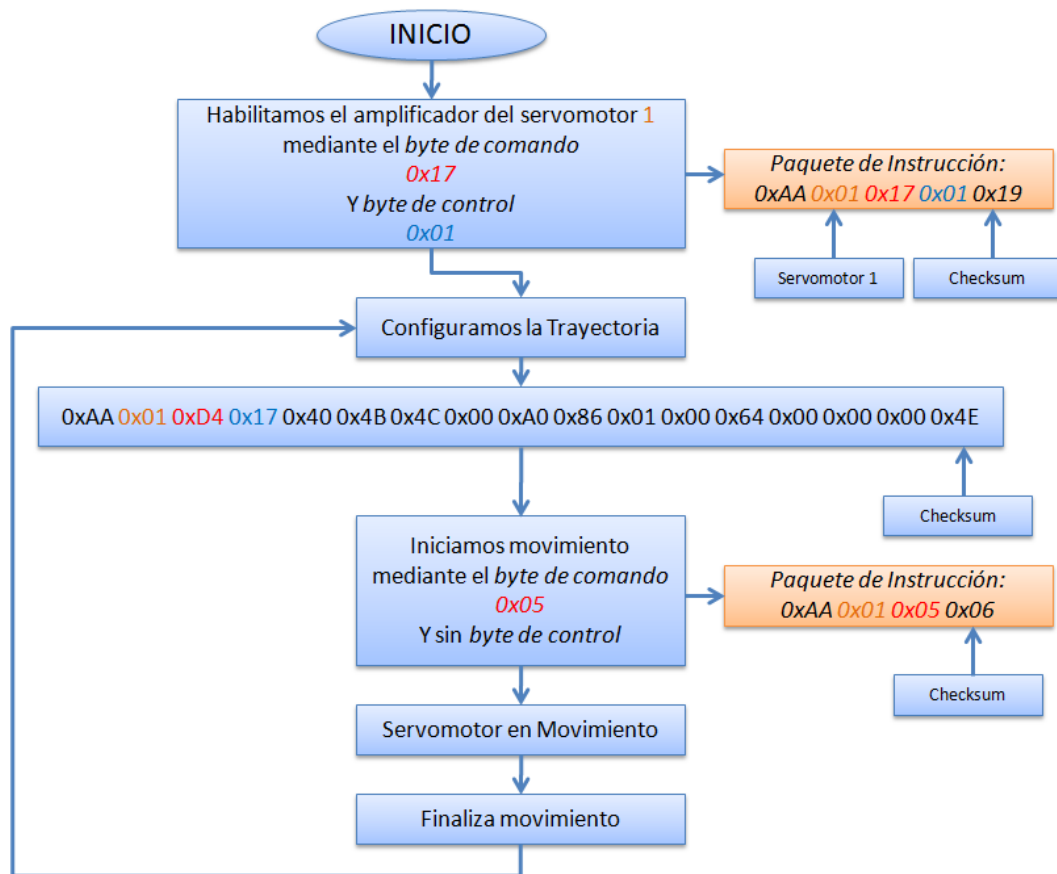 INICIO
Habilitamos el amplificador del servomotor 1
mediante el byte de comando
0x17
Y byte de control
0x01
Paquete de Instrucción:
0xAA 0x01 0x17 0x01 0x19
Servomotor 1
Checksum
Configuramos la Trayectoria
0xAA 0x01 0xD4 0x17 0x40 0x4B 0x4C 0x00 0xA0 0x86 0x01 0x00 0x64 0x00 0x00 0x00 0x4E
Checksum
Iniciamos movimiento
mediante el byte de comando
0x05
Y sin byte de control
Paquete de Instrucción:
0xAA 0x01 0x05 0x06
Checksum
Servomotor en Movimiento
Finaliza movimiento